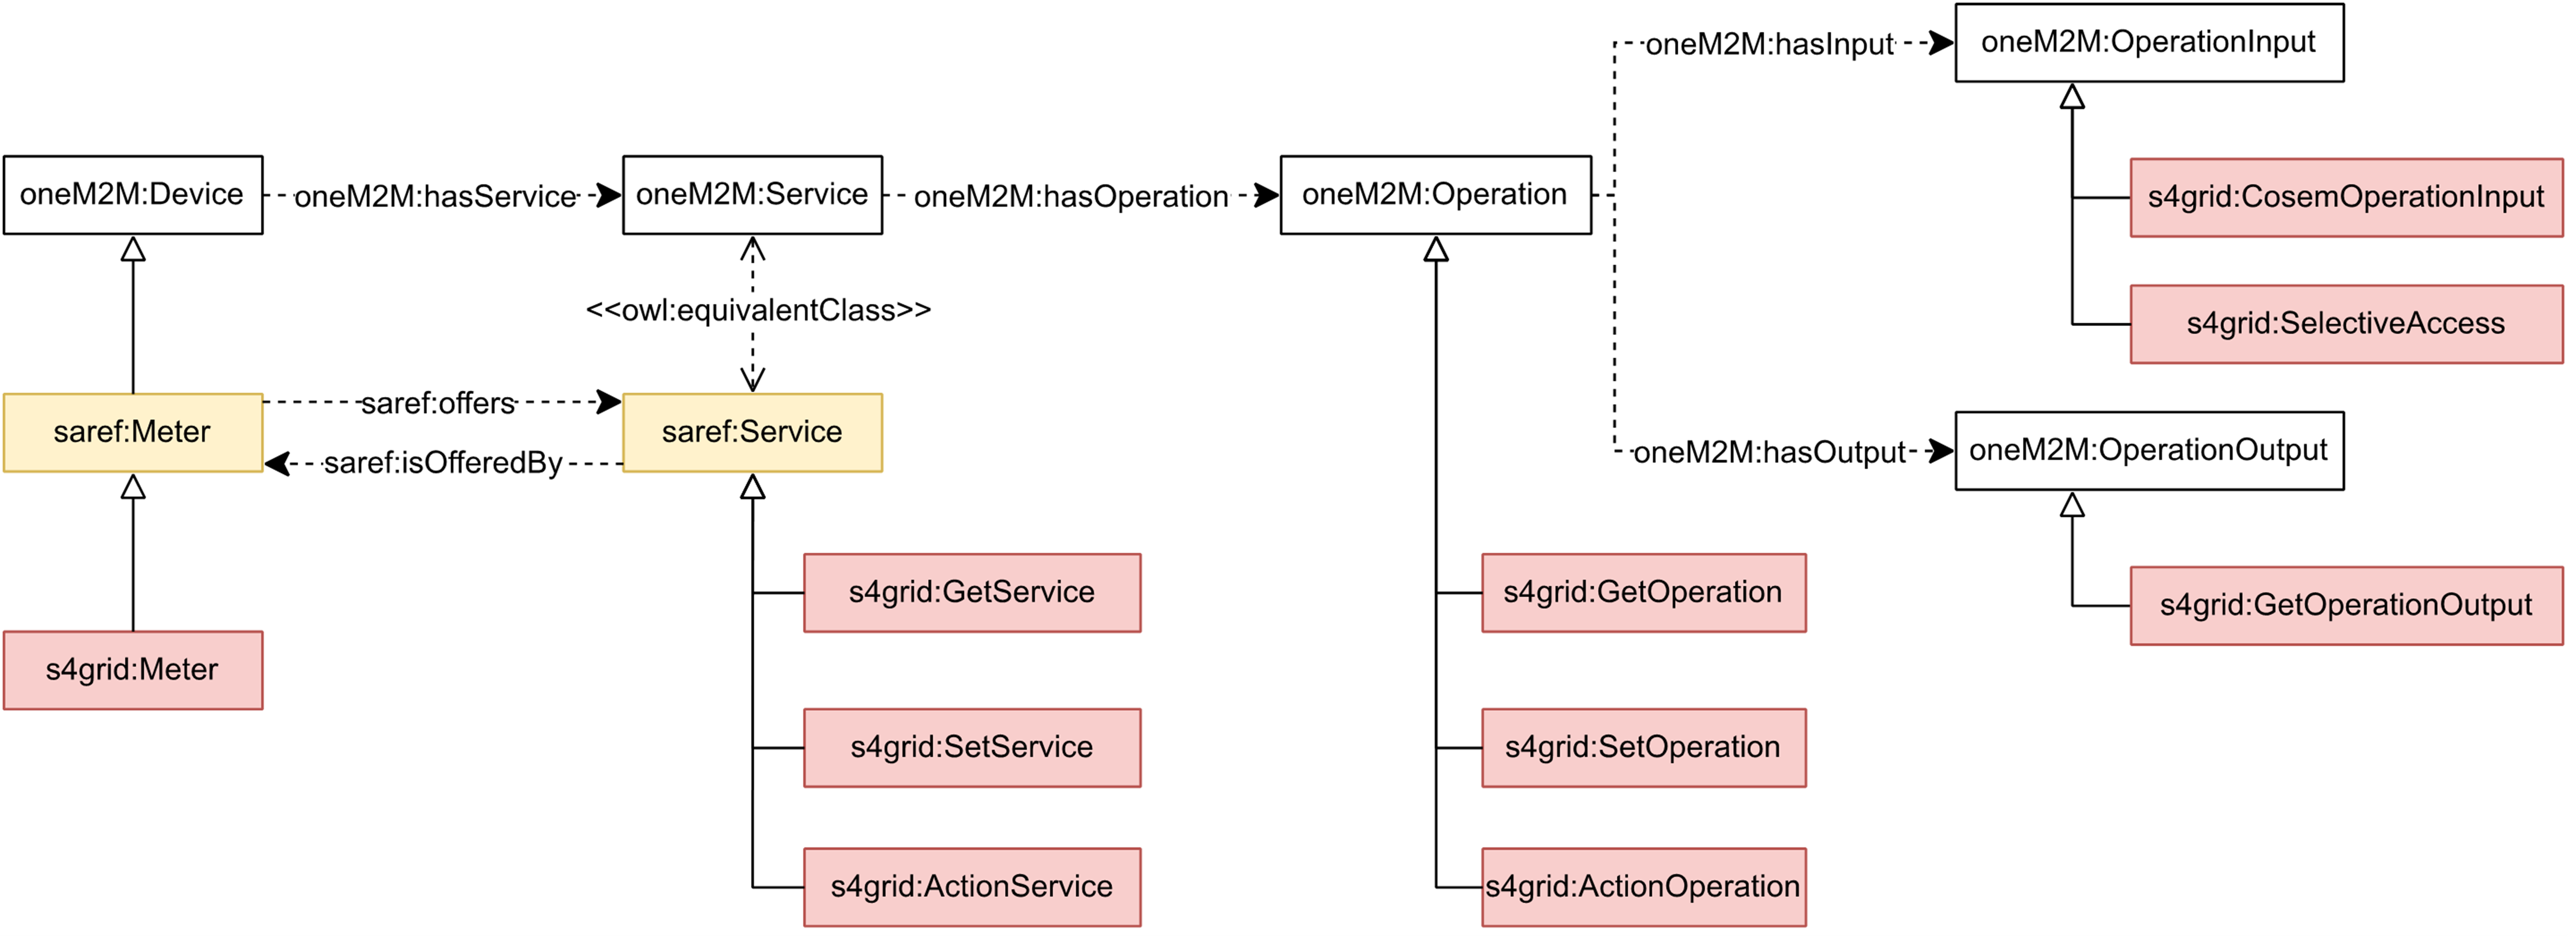 oneM2M:hasInput
oneM2M:OperationInput
oneM2M:Device
oneM2M:hasService
oneM2M:Service
oneM2M:hasOperation
oneM2M:Operation
s4grid:CosemOperationInput
<<owl:equivalentClass>>
s4grid:SelectiveAccess
saref:Meter
saref:offers
saref:isOfferedBy
saref:Service
oneM2M:hasOutput
oneM2M:OperationOutput
s4grid:GetService
s4grid:GetOperation
s4grid:GetOperationOutput
s4grid:Meter
s4grid:SetService
s4grid:SetOperation
s4grid:ActionService
s4grid:ActionOperation